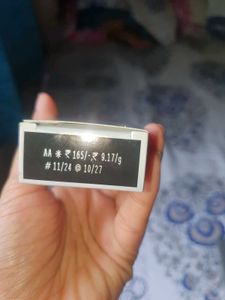 AA ✳ ₹ 165/-,₹ 9.17/g
# 11/24 @ 10/27